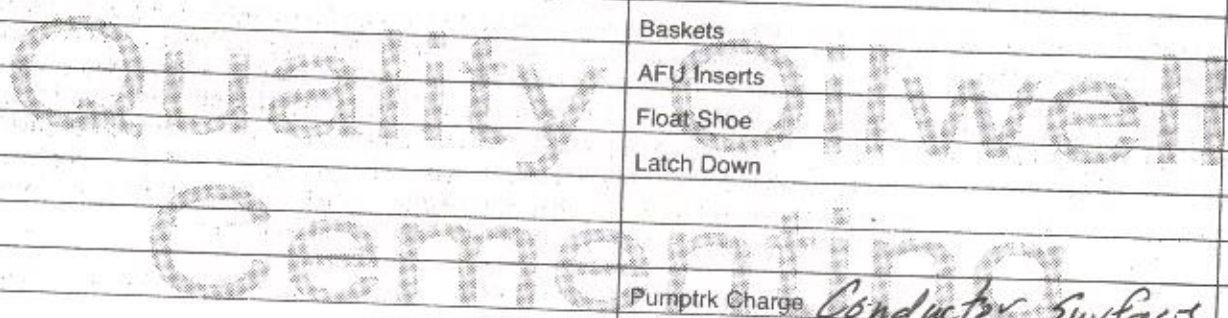 Baskets
Quality Oilwell
AFU Inserts
Float Shoe
Latch Down
Cementing
Pumptrk Charge Conductor Surface